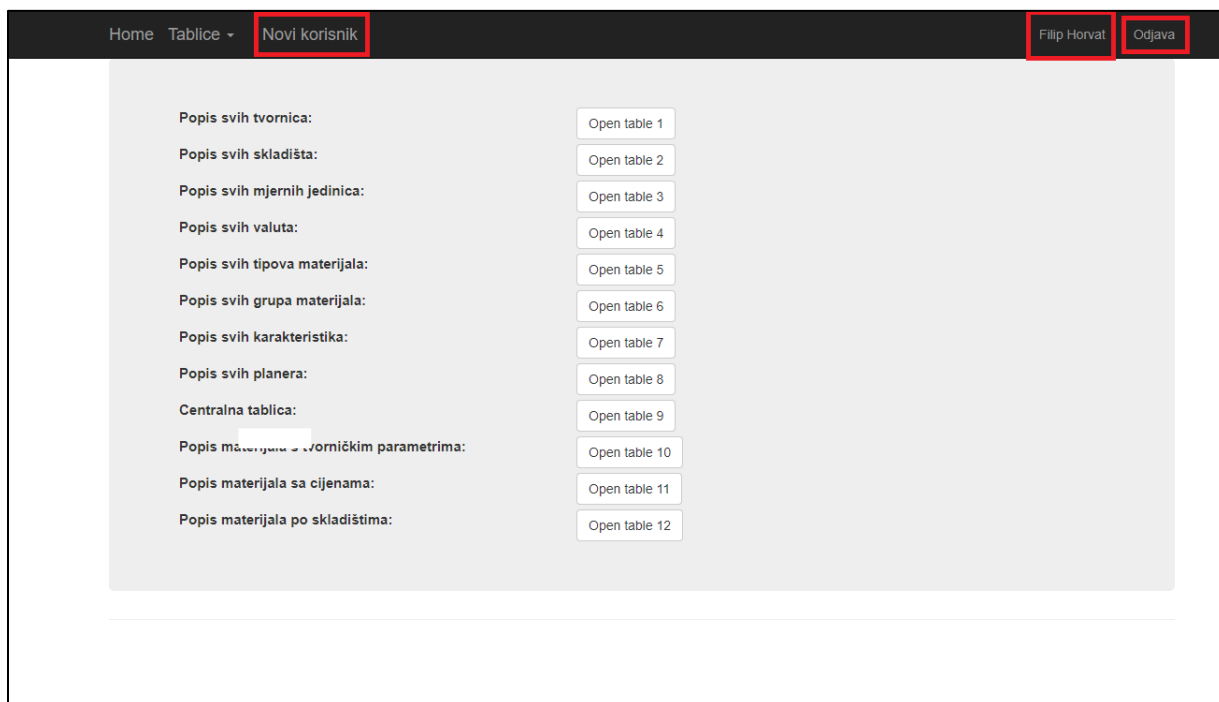 Home Tablice Novi korisnik Filip Horvat Odjava
Popis svih tvornica: Open table 1
Popis svih skladišta: Open table 2
Popis svih mjernih jedinica: Open table 3
Popis svih valuta: Open table 4
Popis svih tipova materijala: Open table 5
Popis svih grupa materijala: Open table 6
Popis svih karakteristika: Open table 7
Popis svih planera: Open table 8
Centralna tablica: Open table 9
Popis parametrima: Open table 10
Popis materijala sa cijenama: Open table 11
Popis materijala po skladištima: Open table 12